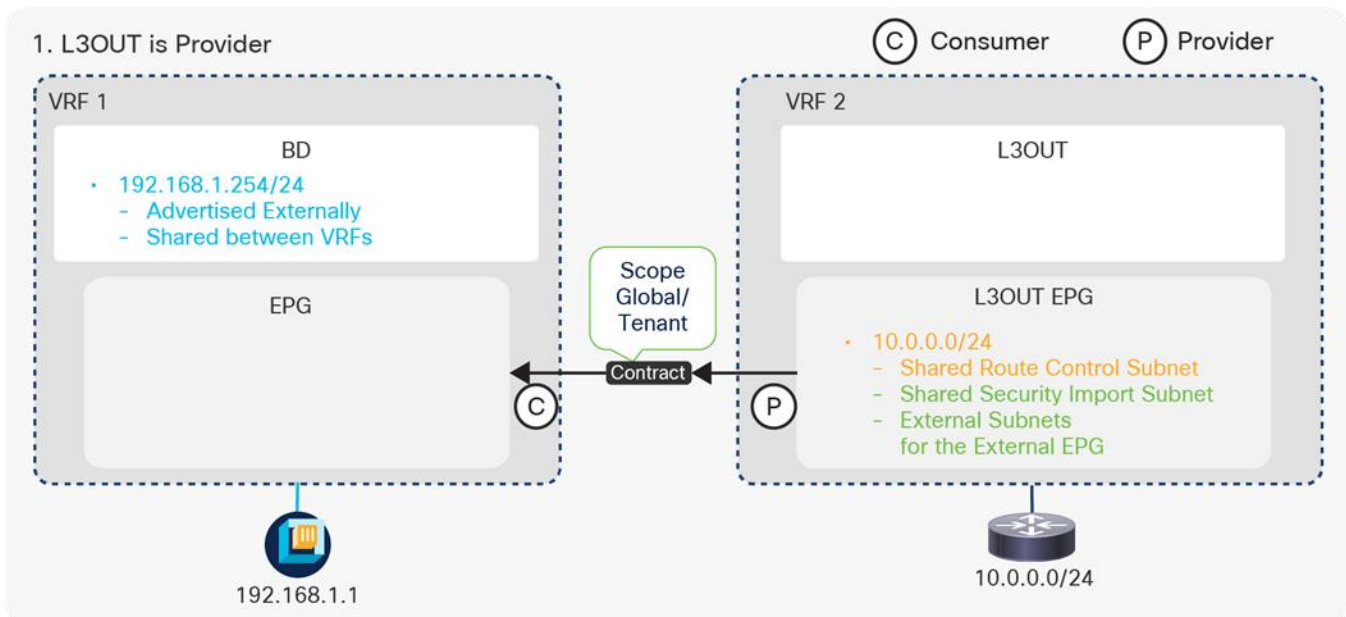 1. L3OUT is Provider
C Consumer
P Provider
VRF 1
BD
· 192.168.1.254/24
- Advertised Externally
- Shared between VRFs
EPG
Scope
Global/
Tenant
Contract
C
P
VRF 2
L3OUT
L3OUT EPG
· 10.0.0.0/24
- Shared Route Control Subnet
- Shared Security Import Subnet
- External Subnets
for the External EPG
192.168.1.1
10.0.0.0/24